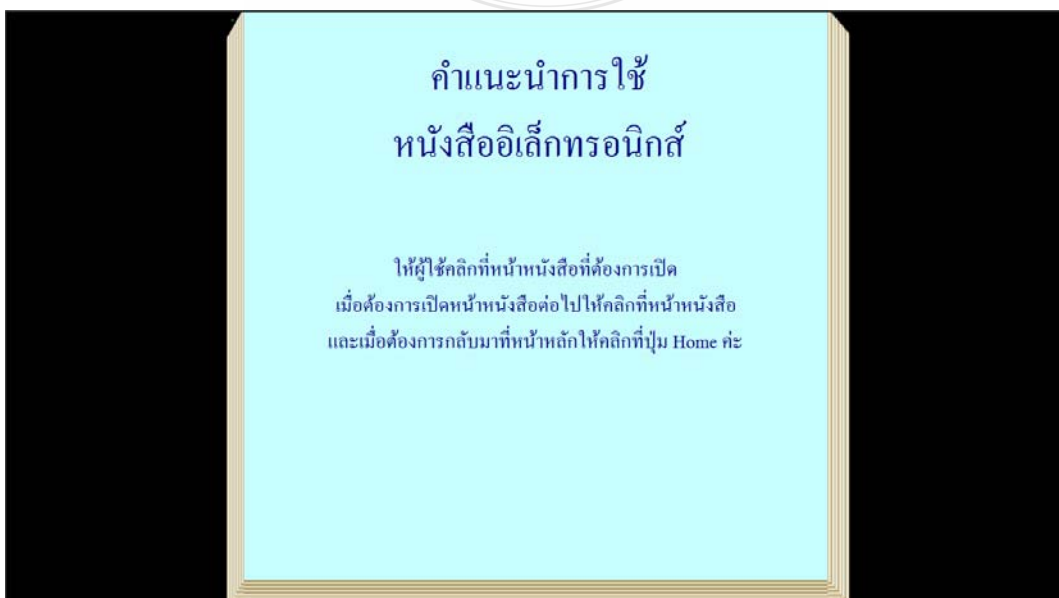 คำแนะนำการใช้
หนังสืออิเล็กทรอนิกส์
ให้ผู้ใช้คลิกที่หน้าหนังสือที่ต้องการเปิด
เมื่อต้องการเปิดหน้าหนังสือต่อไปให้คลิกที่หน้าหนังสือ
และเมื่อต้องการกลับมาที่หน้าหลักให้คลิกที่ปุ่ม Home ค่ะ